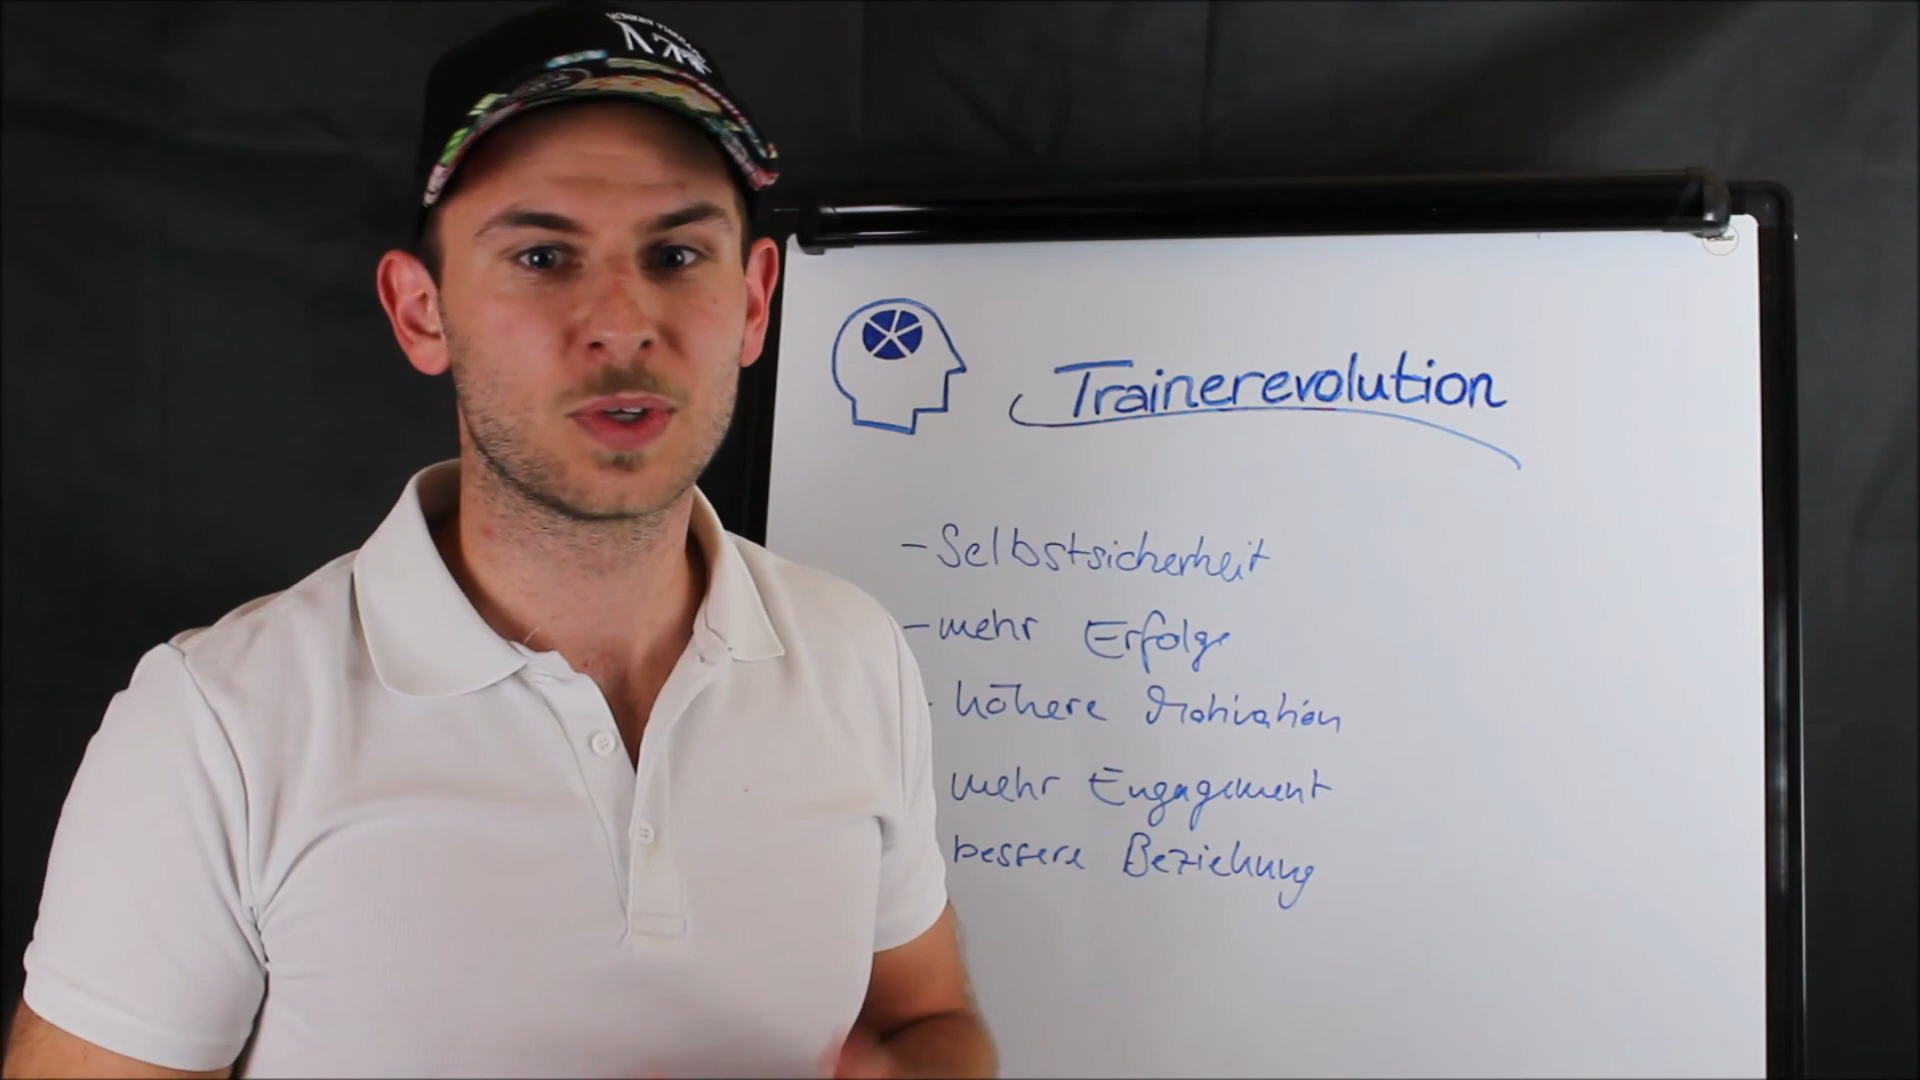 Trainerevolution
- Selbstsicherheit
- mehr Erfolge
- höhere Motivation
mehr Engagement
bessere Beziehung